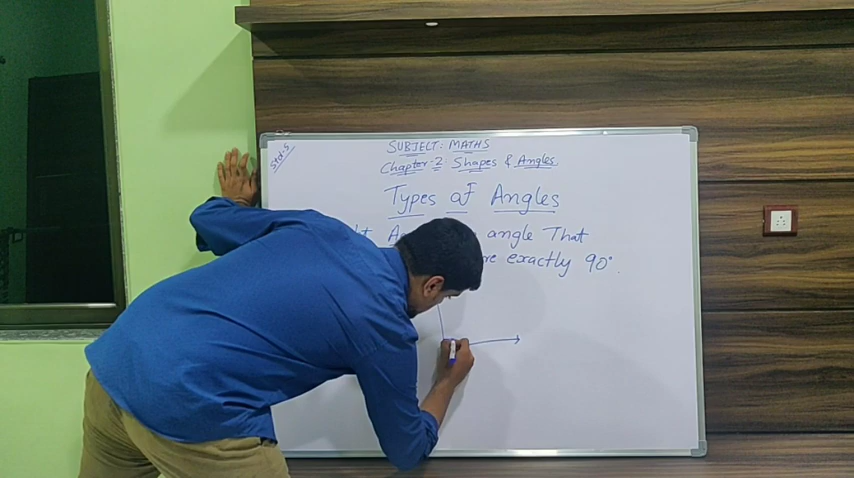 Std-5
SUBJECT: MATHS
Chapter-2 Shapes & Angles.
Types of Angles
angle That
exactly 90°.